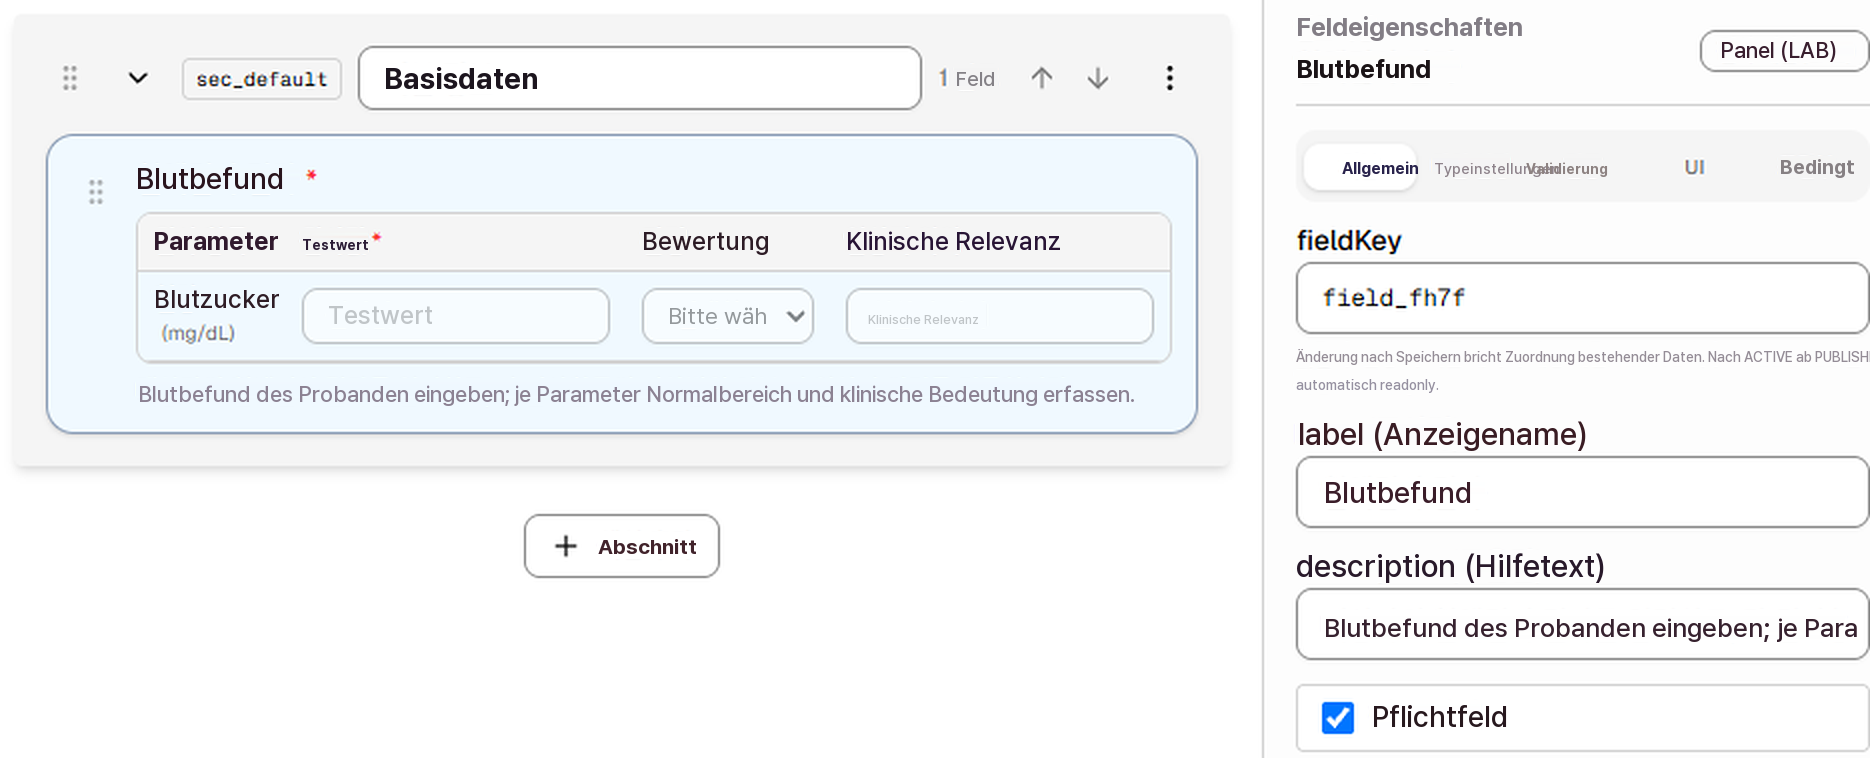 sec_default
Basisdaten
1 Feld
Blutbefund *
Parameter Testwert * Bewertung Klinische Relevanz
Blutzucker Testwert Bitte wäh Klinische Relevanz
(mg/dL)
Blutbefund des Probanden eingeben; je Parameter Normalbereich und klinische Bedeutung erfassen.
+ Abschnitt
Feldeigenschaften
Blutbefund
Panel (LAB)
Allgemein Typeinstellungen Validierung UI Bedingt
fieldKey
field_fh7f
Änderung nach Speichern bricht Zuordnung bestehender Daten. Nach ACTIVE ab PUBLISH
automatisch readonly.
label (Anzeigename)
Blutbefund
description (Hilfetext)
Blutbefund des Probanden eingeben; je Para
Pflichtfeld